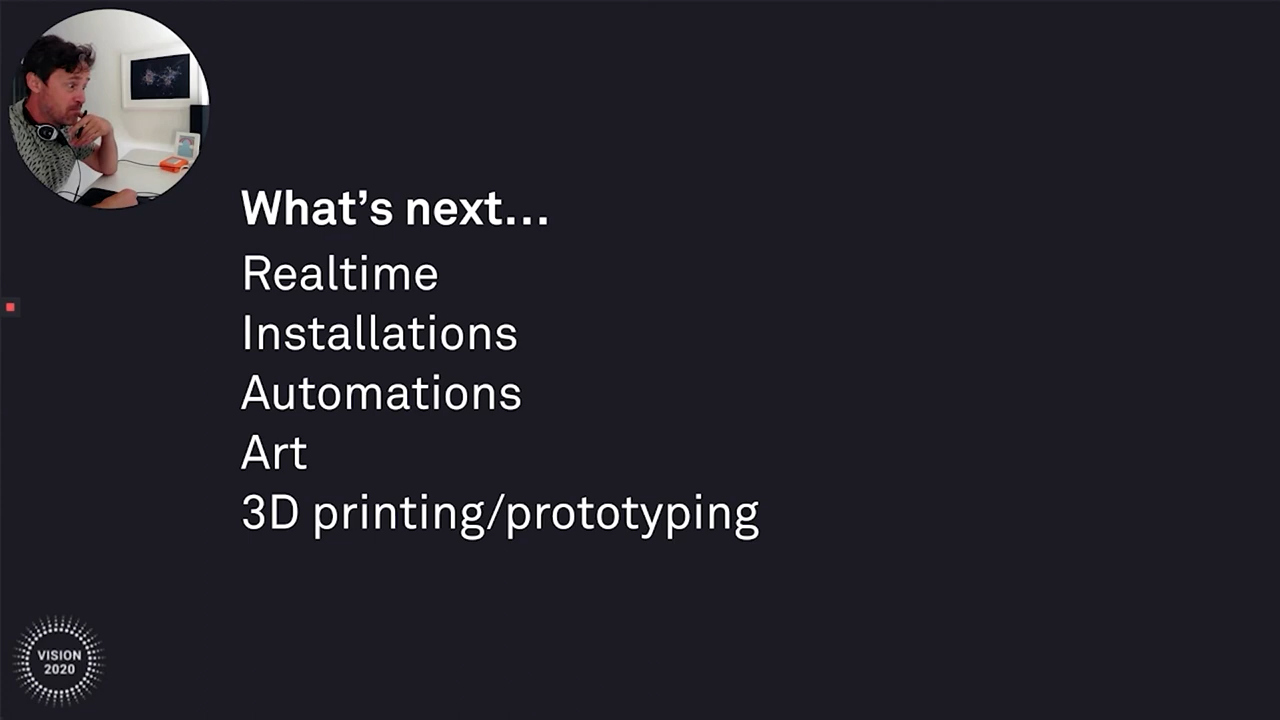 What’s next...
Realtime
Installations
Automations
Art
3D printing/prototyping
VISION
2020